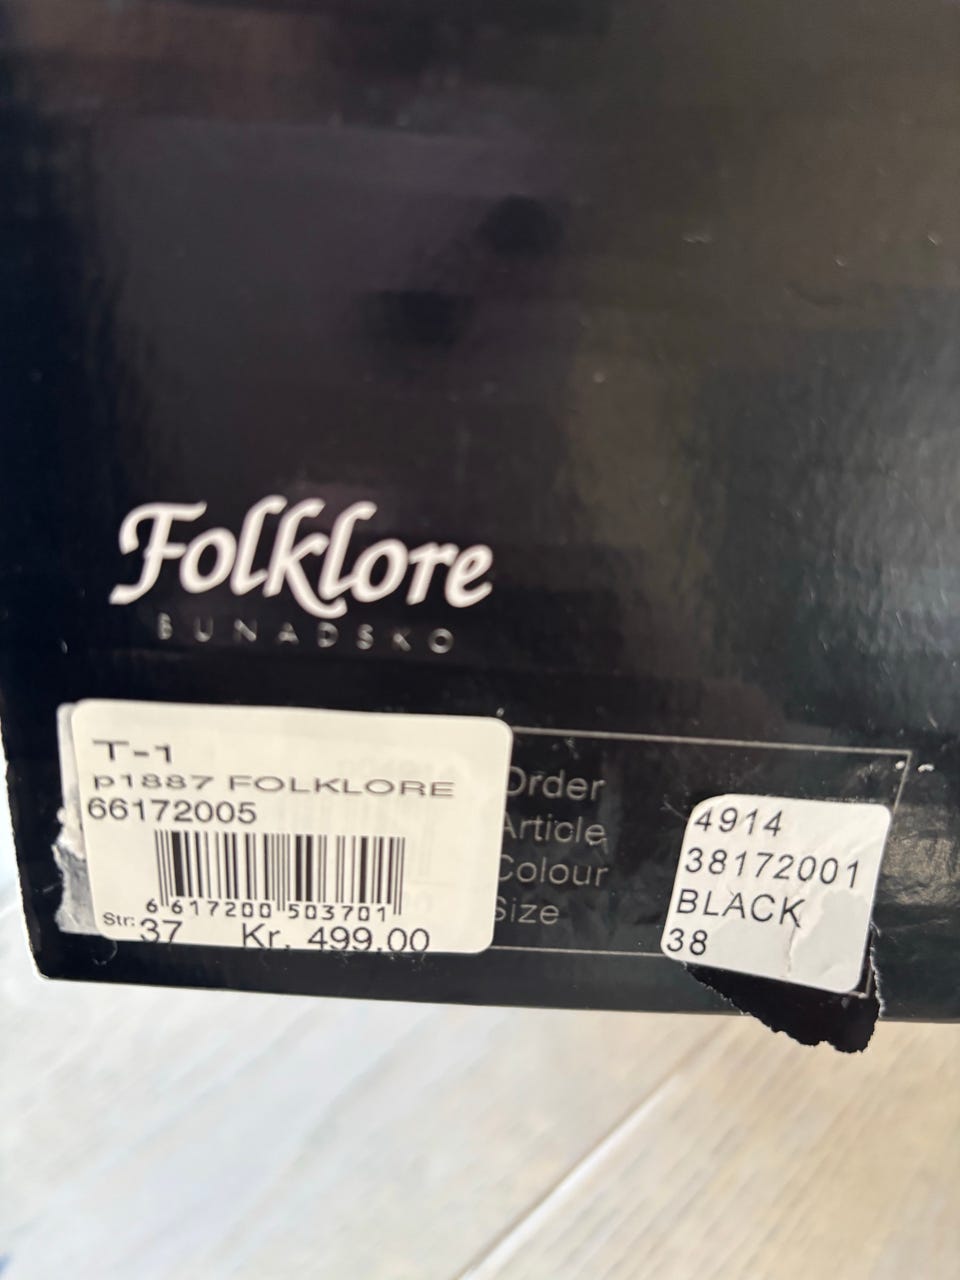 Folklore
BUNADSKO
T-1
p1887 FOLKLORE
66172005
6 617200 503701
Str: 37 Kr. 499.00
Order
Article
Colour
Size
4914
38172001
BLACK
38